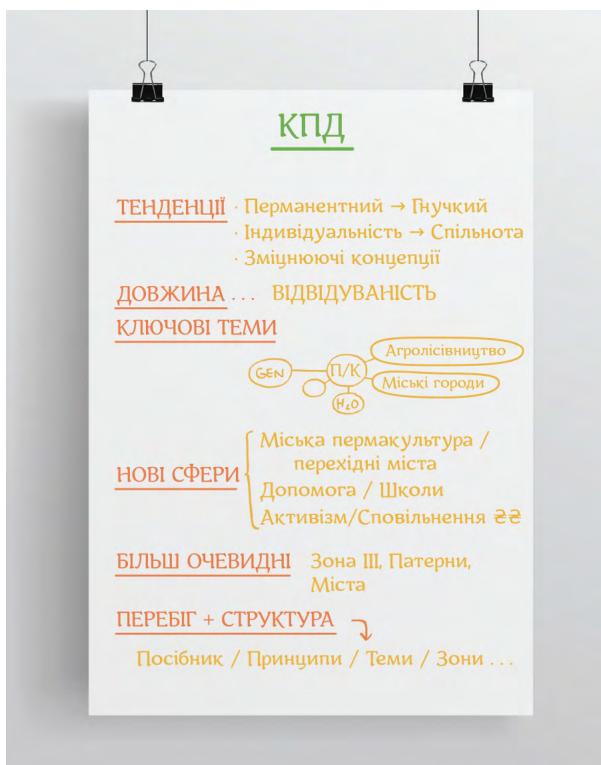 КПД
ТЕНДЕНЦІЇ · Перманентний → Гнучкий
· Індивідуальність → Спільнота
· Зміцнюючі концепції
ДОВЖИНА ... ВІДВІДУВАНІСТЬ
КЛЮЧОВІ ТЕМИ
Агролісівництво
GEN П/К
Міські городи
H₂O
НОВІ СФЕРИ
Міська пермакультура /
перехідні міста
Допомога / Школи
Активізм/Сповільнення ₴₴
БІЛЬШ ОЧЕВИДНІ Зона III, Патерни,
Міста
ПЕРЕБІГ + СТРУКТУРА
Посібник / Принципи / Теми / Зони ...